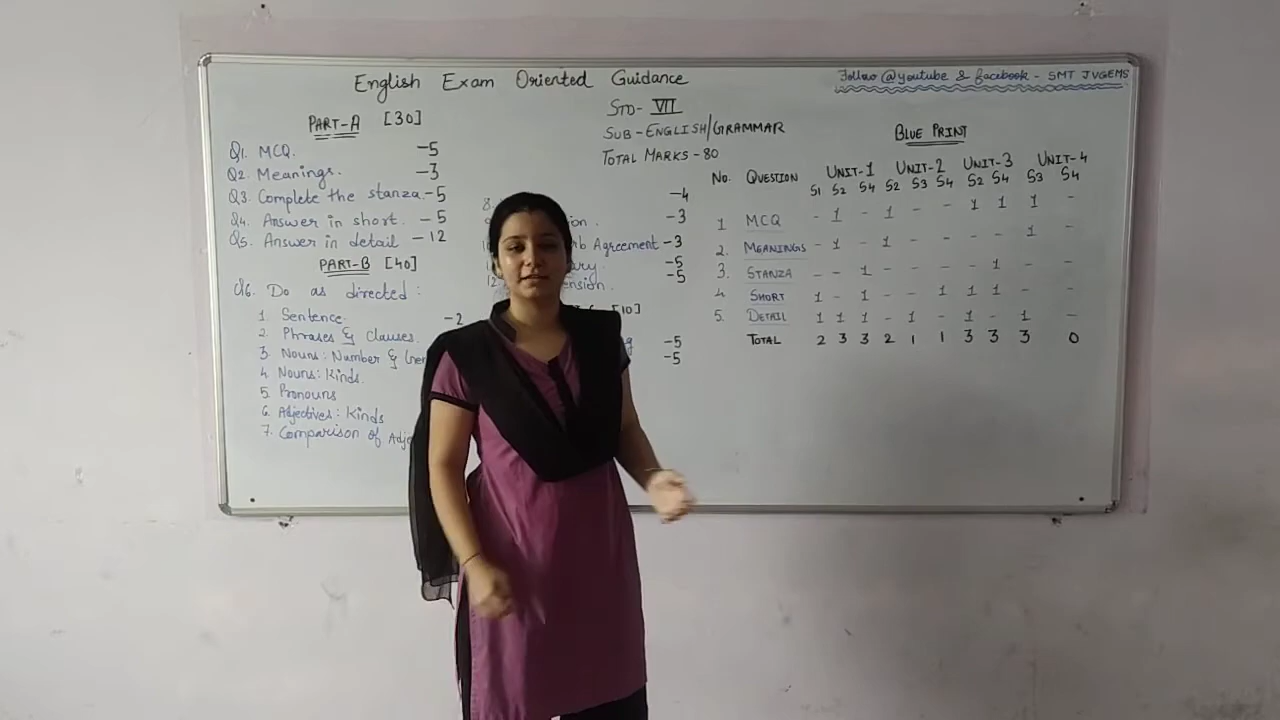 English Exam Oriented Guidance
Follow @youtube & facebook - SMT JVGEMS
STD- VII
SUB - ENGLISH/GRAMMAR
TOTAL MARKS - 80
PART-A [30]
Q1. MCQ. -5
Q2. Meanings. -3
Q3. Complete the stanza. -5
Q4. Answer in short. -5
Q5. Answer in detail -12
PART-B [40]
Q6. Do as directed:
1. Sentence. -2
2. Phrases & Clauses.
3. Nouns: Number &
4. Nouns: Kinds.
5. Pronouns
6. Adjectives: Kinds
7. Comparison of
8. -4
-3
Agreement -3
-5
12 -5
[10]
-5
-5
BLUE PRINT
No. QUESTION UNIT-1 UNIT-2 UNIT-3 UNIT-4
S1 S2 S4 S2 S3 S4 S2 S4 S3 S4
1 MCQ - 1 - 1 - - 1 1 1 -
2. MEANINGS - 1 - 1 - - - - 1 -
3. STANZA - - 1 - - - - 1 - -
4 SHORT 1 - 1 - - 1 1 1 - -
5. DETAIL 1 1 1 - 1 - 1 - 1 -
TOTAL 2 3 3 2 1 1 3 3 3 0